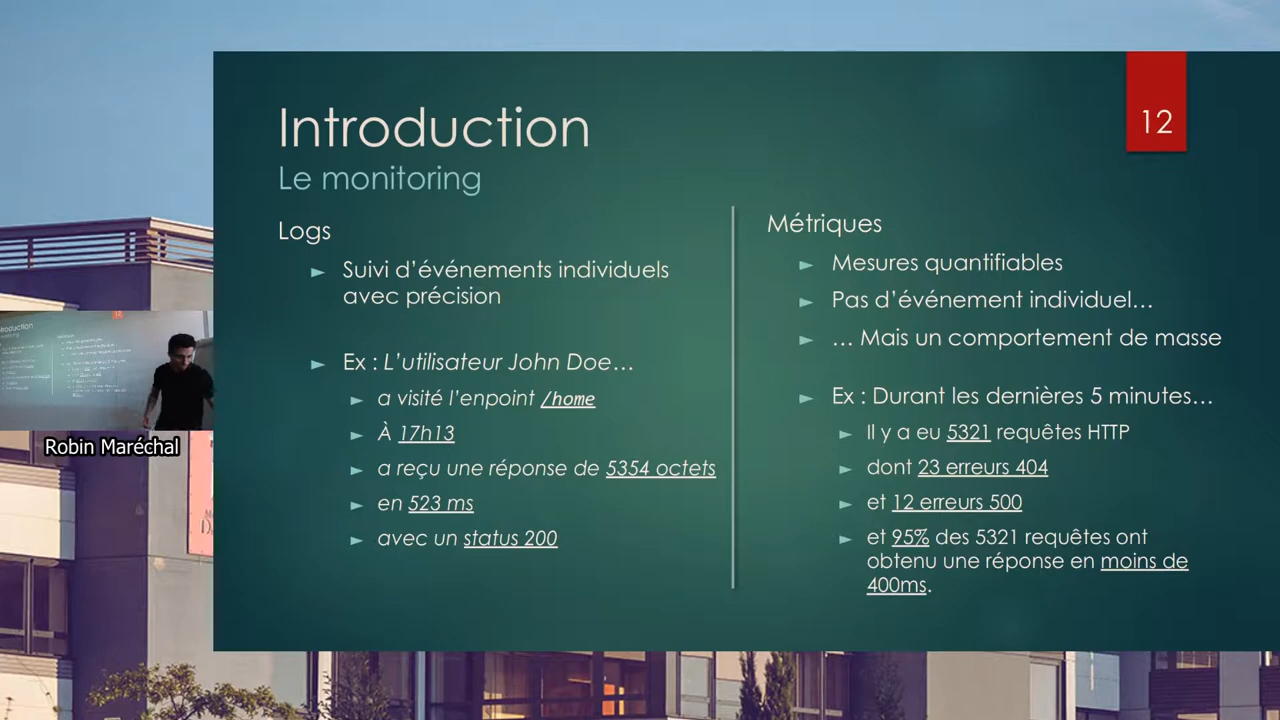 Introduction
12
Le monitoring
Logs
Suivi d’événements individuels
avec précision
Ex : L’utilisateur John Doe…
a visité l’enpoint /home
À 17h13
a reçu une réponse de 5354 octets
en 523 ms
avec un status 200
Métriques
Mesures quantifiables
Pas d’événement individuel…
… Mais un comportement de masse
Ex : Durant les dernières 5 minutes…
Il y a eu 5321 requêtes HTTP
dont 23 erreurs 404
et 12 erreurs 500
et 95% des 5321 requêtes ont
obtenu une réponse en moins de
400ms.
Robin Maréchal